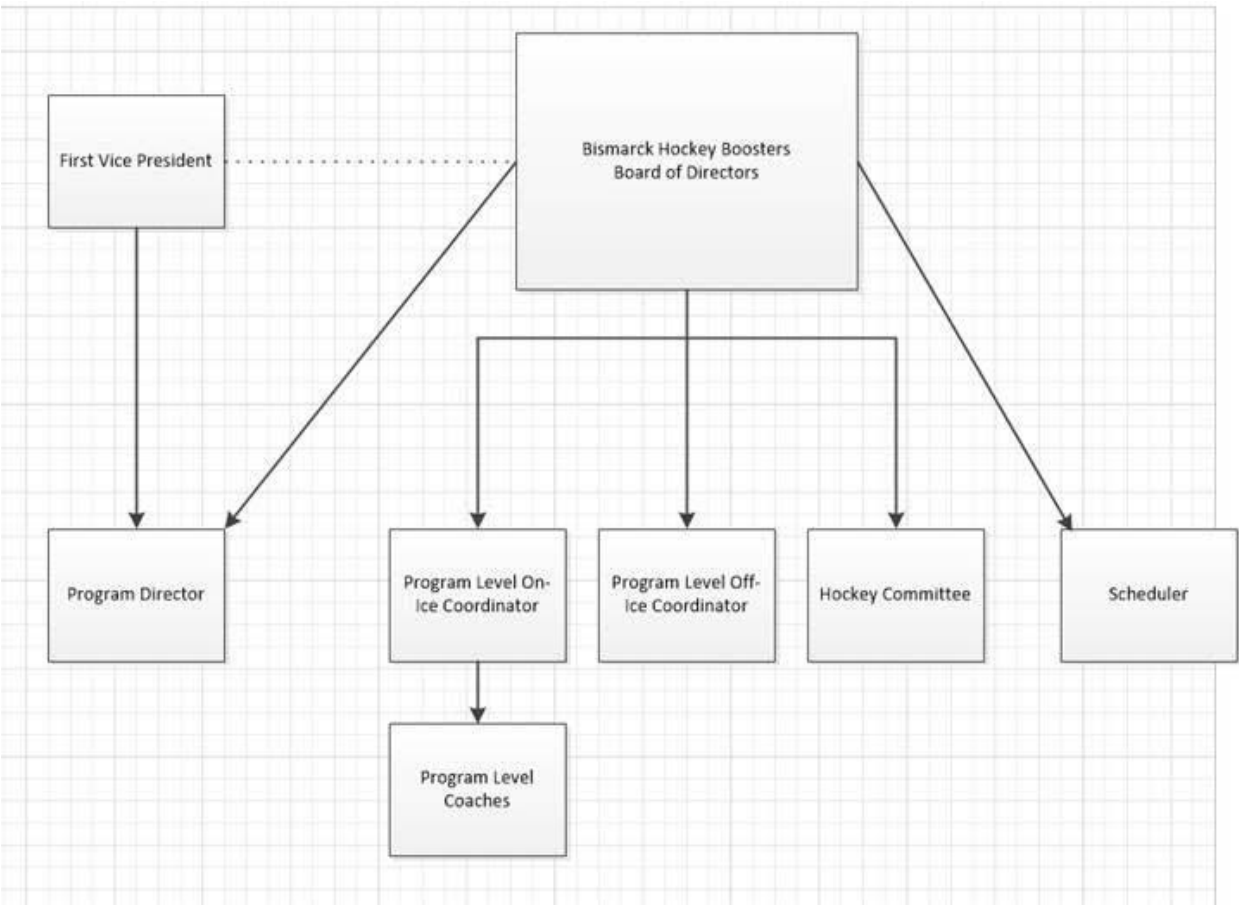 First Vice President
Bismarck Hockey Boosters
Board of Directors
Program Director
Program Level On-
Ice Coordinator
Program Level Off-
Ice Coordinator
Hockey Committee
Scheduler
Program Level
Coaches